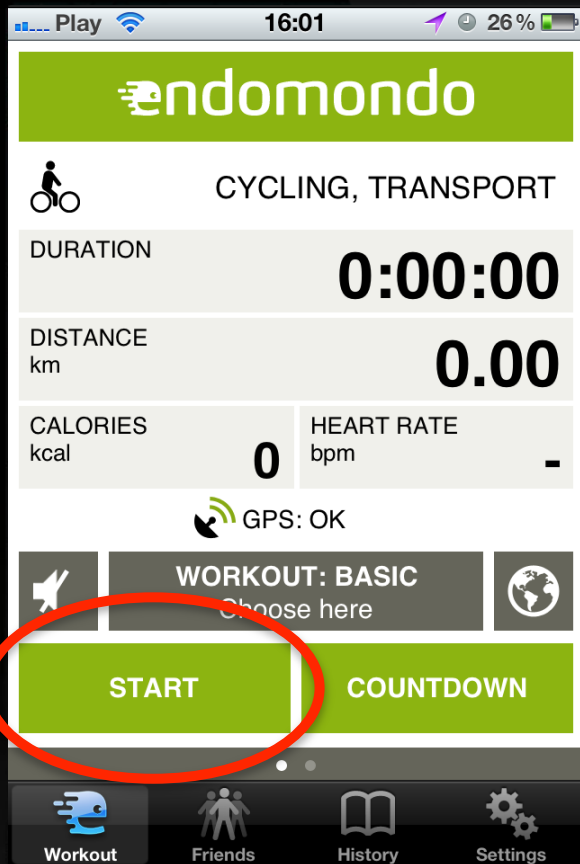 Play 16:01 26%
endomondo
CYCLING, TRANSPORT
DURATION
0:00:00
DISTANCE
km
0.00
CALORIES
kcal
0
HEART RATE
bpm
-
GPS: OK
WORKOUT: BASIC
Choose here
START
COUNTDOWN
Workout
Friends
History
Settings